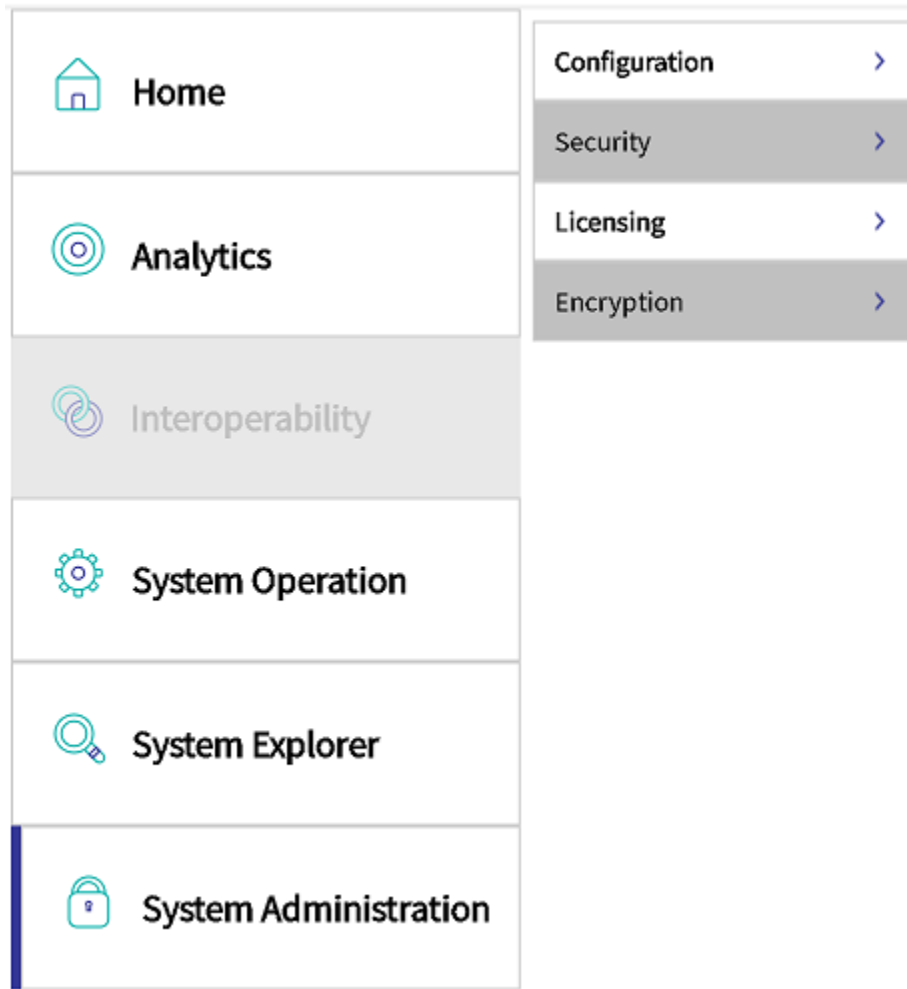 Home
Analytics
Interoperability
System Operation
System Explorer
System Administration
Configuration
Security
Licensing
Encryption